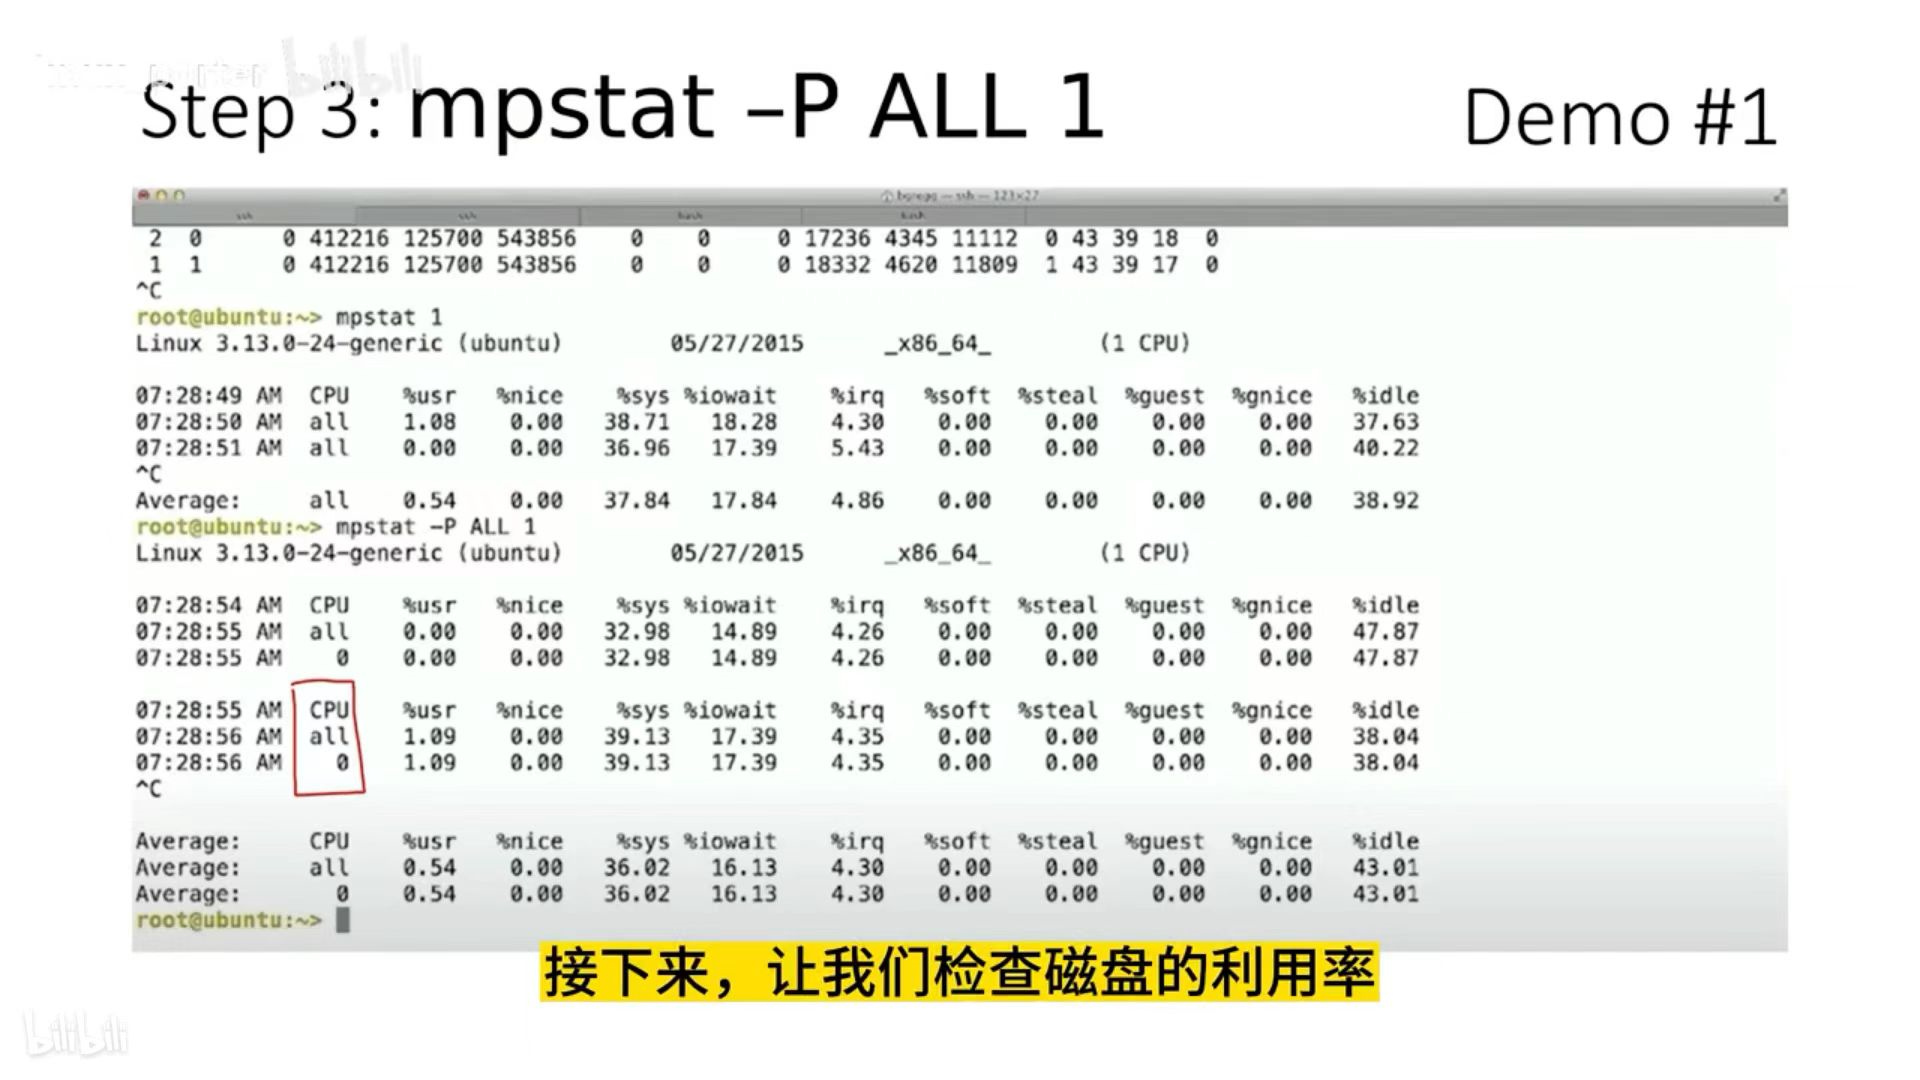 bilibili
Step 3: mpstat –P ALL 1
Demo #1
bgregg — ssh — 123×27
ssh ssh bash bash
2 0 0 412216 125700 543856 0 0 0 17236 4345 11112 0 43 39 18 0
1 1 0 412216 125700 543856 0 0 0 18332 4620 11809 1 43 39 17 0
^C
root@ubuntu:~> mpstat 1
Linux 3.13.0-24-generic (ubuntu) 05/27/2015 _x86_64_ (1 CPU)
07:28:49 AM CPU %usr %nice %sys %iowait %irq %soft %steal %guest %gnice %idle
07:28:50 AM all 1.08 0.00 38.71 18.28 4.30 0.00 0.00 0.00 0.00 37.63
07:28:51 AM all 0.00 0.00 36.96 17.39 5.43 0.00 0.00 0.00 0.00 40.22
^C
Average: all 0.54 0.00 37.84 17.84 4.86 0.00 0.00 0.00 0.00 38.92
root@ubuntu:~> mpstat -P ALL 1
Linux 3.13.0-24-generic (ubuntu) 05/27/2015 _x86_64_ (1 CPU)
07:28:54 AM CPU %usr %nice %sys %iowait %irq %soft %steal %guest %gnice %idle
07:28:55 AM all 0.00 0.00 32.98 14.89 4.26 0.00 0.00 0.00 0.00 47.87
07:28:55 AM 0 0.00 0.00 32.98 14.89 4.26 0.00 0.00 0.00 0.00 47.87
07:28:55 AM CPU %usr %nice %sys %iowait %irq %soft %steal %guest %gnice %idle
07:28:56 AM all 1.09 0.00 39.13 17.39 4.35 0.00 0.00 0.00 0.00 38.04
07:28:56 AM 0 1.09 0.00 39.13 17.39 4.35 0.00 0.00 0.00 0.00 38.04
^C
Average: CPU %usr %nice %sys %iowait %irq %soft %steal %guest %gnice %idle
Average: all 0.54 0.00 36.02 16.13 4.30 0.00 0.00 0.00 0.00 43.01
Average: 0 0.54 0.00 36.02 16.13 4.30 0.00 0.00 0.00 0.00 43.01
root@ubuntu:~>
接下来，让我们检查磁盘的利用率
bilibili